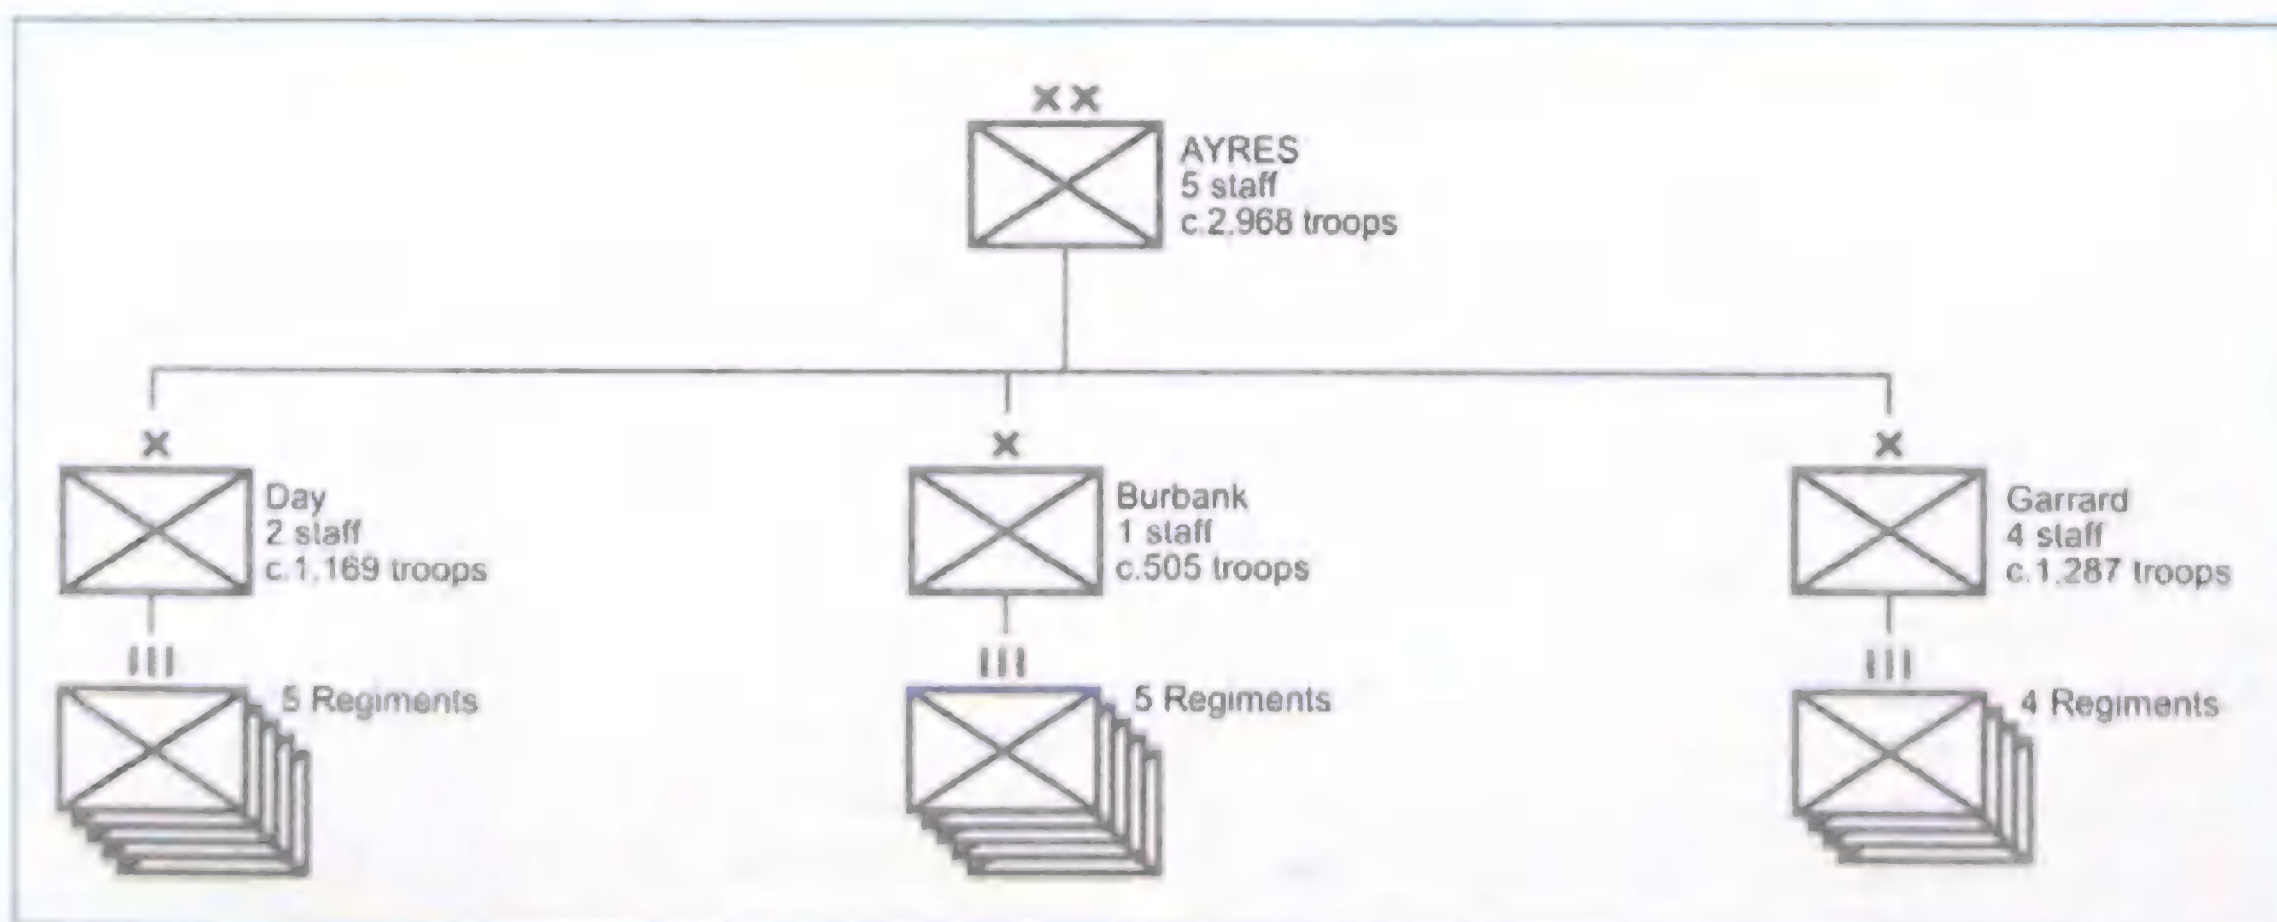 XX
AYRES
5 staff
c.2,968 troops
X
Day
2 staff
c.1,169 troops
X
Burbank
1 staff
c.505 troops
X
Garrard
4 staff
c.1,287 troops
III
5 Regiments
III
5 Regiments
III
4 Regiments